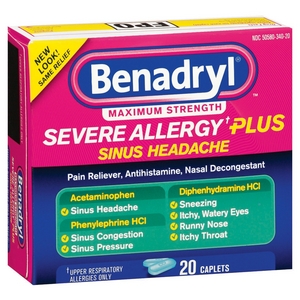 NEW LOOK!
SAME RELIEF
NDC 50580-340-20
Benadryl
MAXIMUM STRENGTH
SEVERE ALLERGY† PLUS
SINUS HEADACHE
Pain Reliever, Antihistamine, Nasal Decongestant
Acetaminophen
Sinus Headache
Phenylephrine HCl
Sinus Congestion
Sinus Pressure
Diphenhydramine HCl
Sneezing
Itchy, Watery Eyes
Runny Nose
Itchy Throat
†UPPER RESPIRATORY
ALLERGIES ONLY
20 CAPLETS